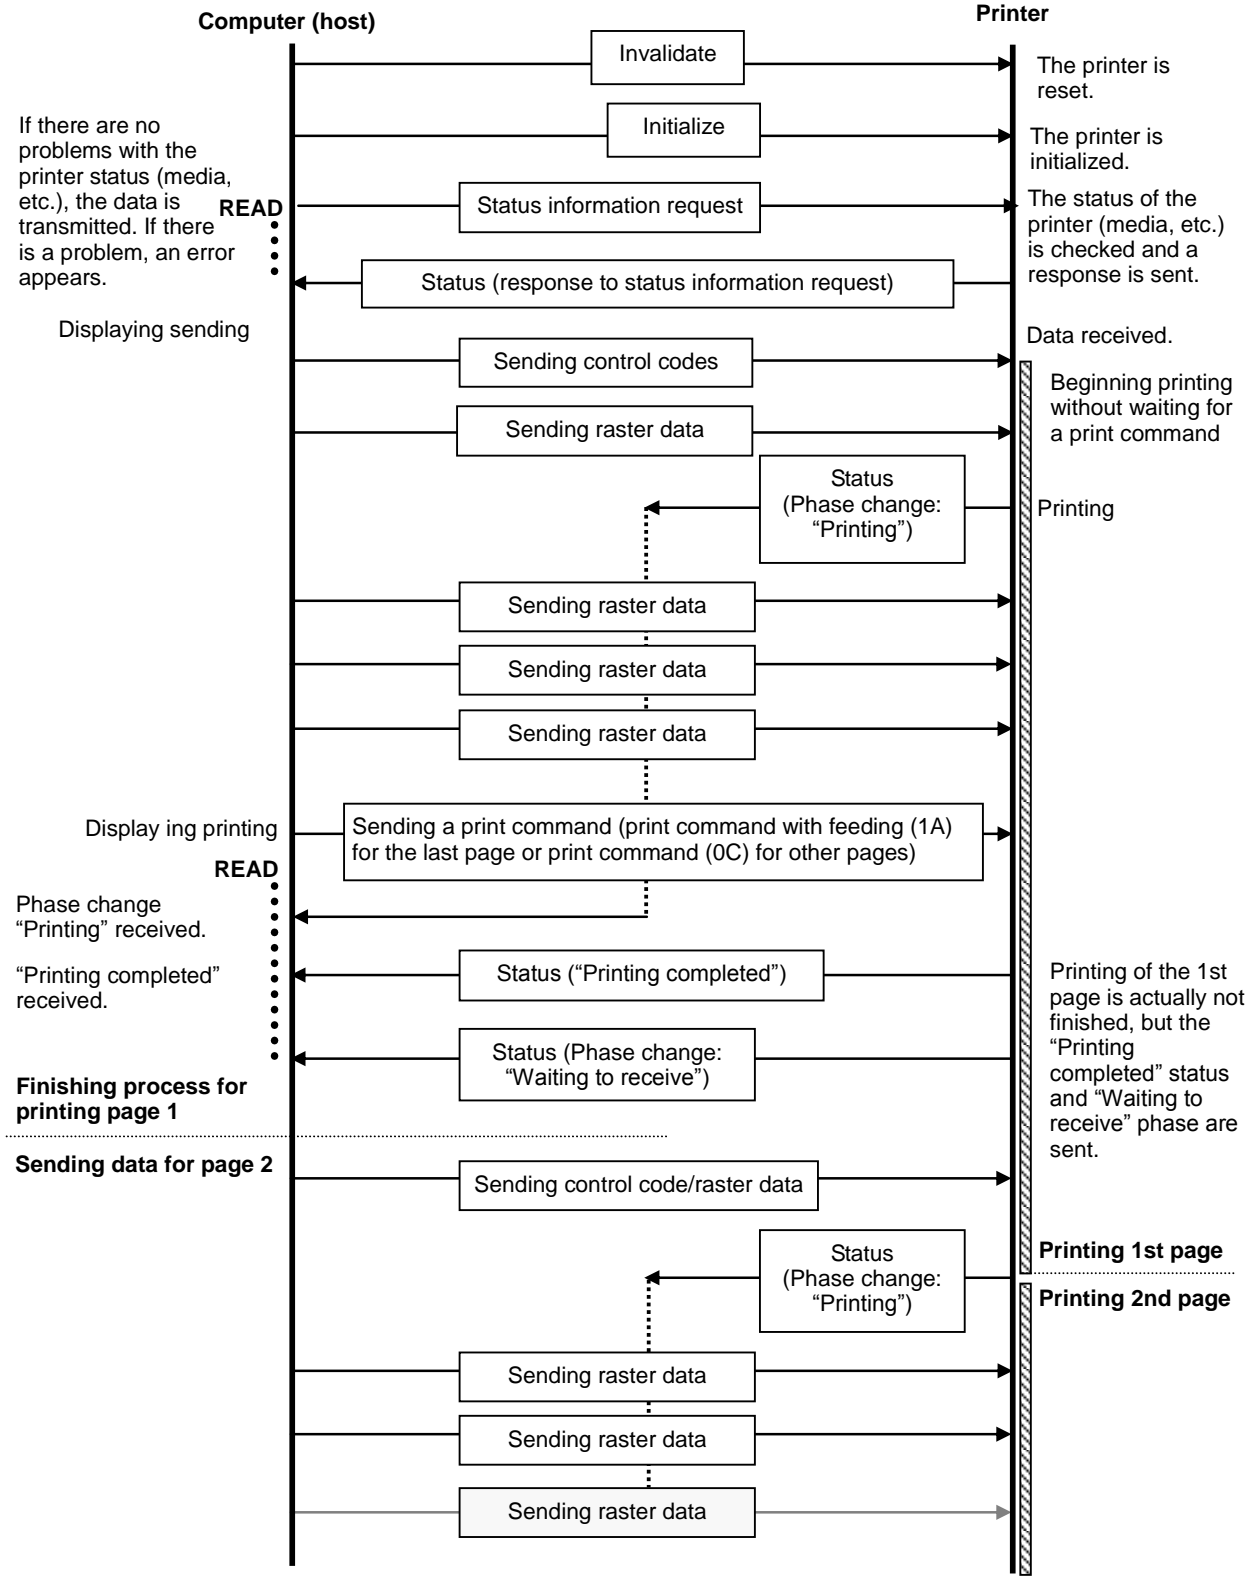 Computer (host)
Printer
Invalidate
The printer is
reset.
Initialize
The printer is
initialized.
If there are no
problems with the
printer status (media,
etc.), the data is
transmitted. If there
is a problem, an error
appears.
READ
Status information request
The status of the
printer (media, etc.)
is checked and a
response is sent.
Status (response to status information request)
Displaying sending
Data received.
Sending control codes
Beginning printing
without waiting for
a print command
Sending raster data
Status
(Phase change:
“Printing”)
Printing
Sending raster data
Sending raster data
Sending raster data
Display ing printing
Sending a print command (print command with feeding (1A)
for the last page or print command (0C) for other pages)
READ
Phase change
“Printing” received.
“Printing completed”
received.
Status (“Printing completed”)
Printing of the 1st
page is actually not
finished, but the
“Printing
completed” status
and “Waiting to
receive” phase are
sent.
Status (Phase change:
“Waiting to receive”)
Finishing process for
printing page 1
Sending data for page 2
Sending control code/raster data
Status
(Phase change:
“Printing”)
Printing 1st page
Printing 2nd page
Sending raster data
Sending raster data
Sending raster data